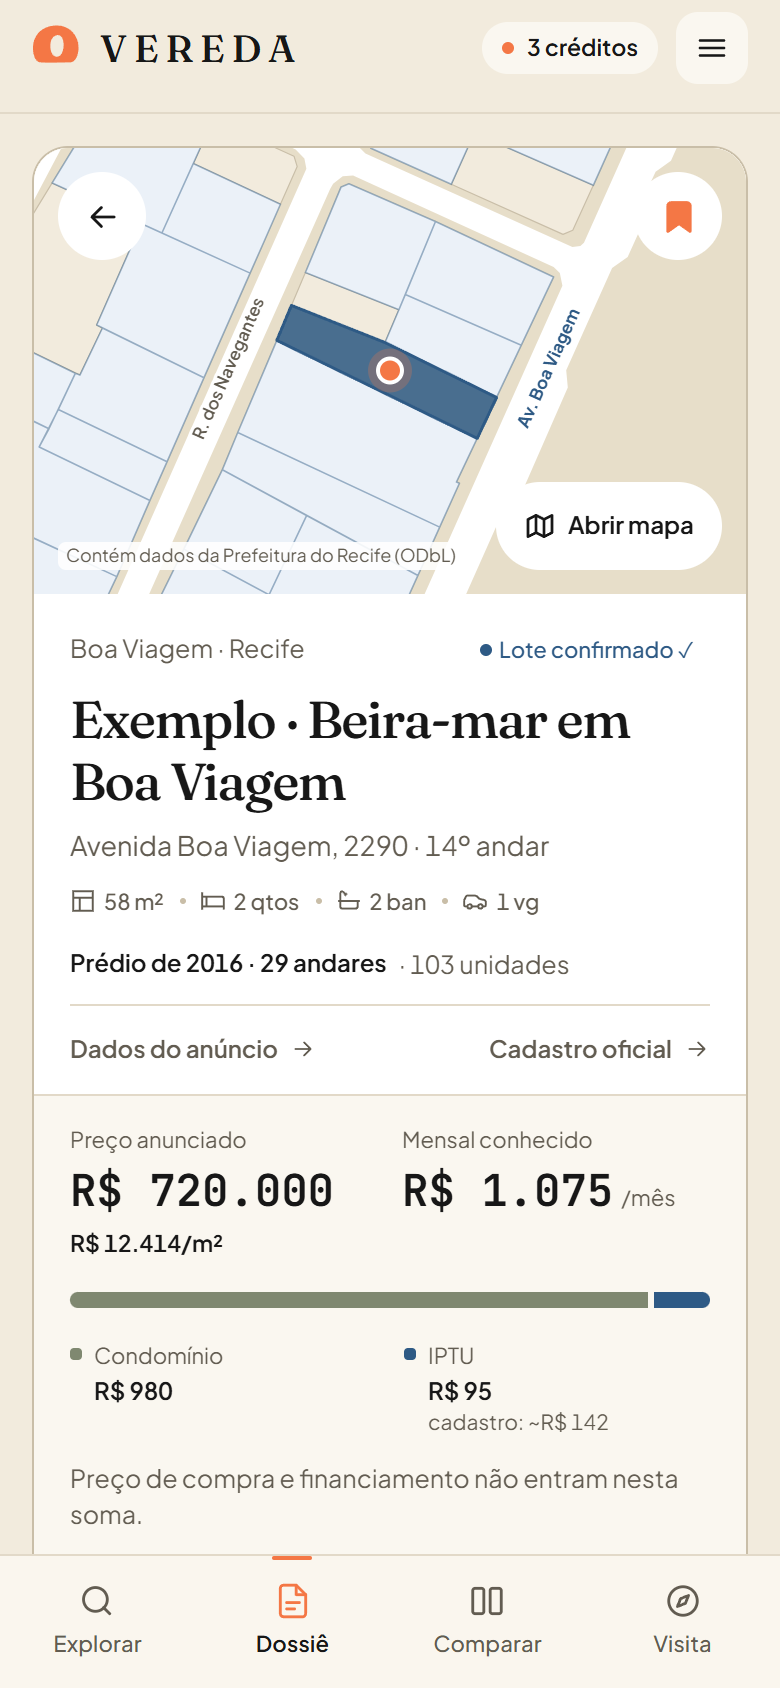 VEREDA
3 créditos
R. dos Navegantes
Av. Boa Viagem
Abrir mapa
Contém dados da Prefeitura do Recife (ODbL)
Boa Viagem · Recife
Lote confirmado ✓
Exemplo · Beira-mar em
Boa Viagem
Avenida Boa Viagem, 2290 · 14º andar
58 m² • 2 qtos • 2 ban • 1 vg
Prédio de 2016 · 29 andares · 103 unidades
Dados do anúncio →
Cadastro oficial →
Preço anunciado
R$ 720.000
R$ 12.414/m²
Mensal conhecido
R$ 1.075 /mês
Condomínio
R$ 980
IPTU
R$ 95
cadastro: ~R$ 142
Preço de compra e financiamento não entram nesta
soma.
Explorar
Dossiê
Comparar
Visita